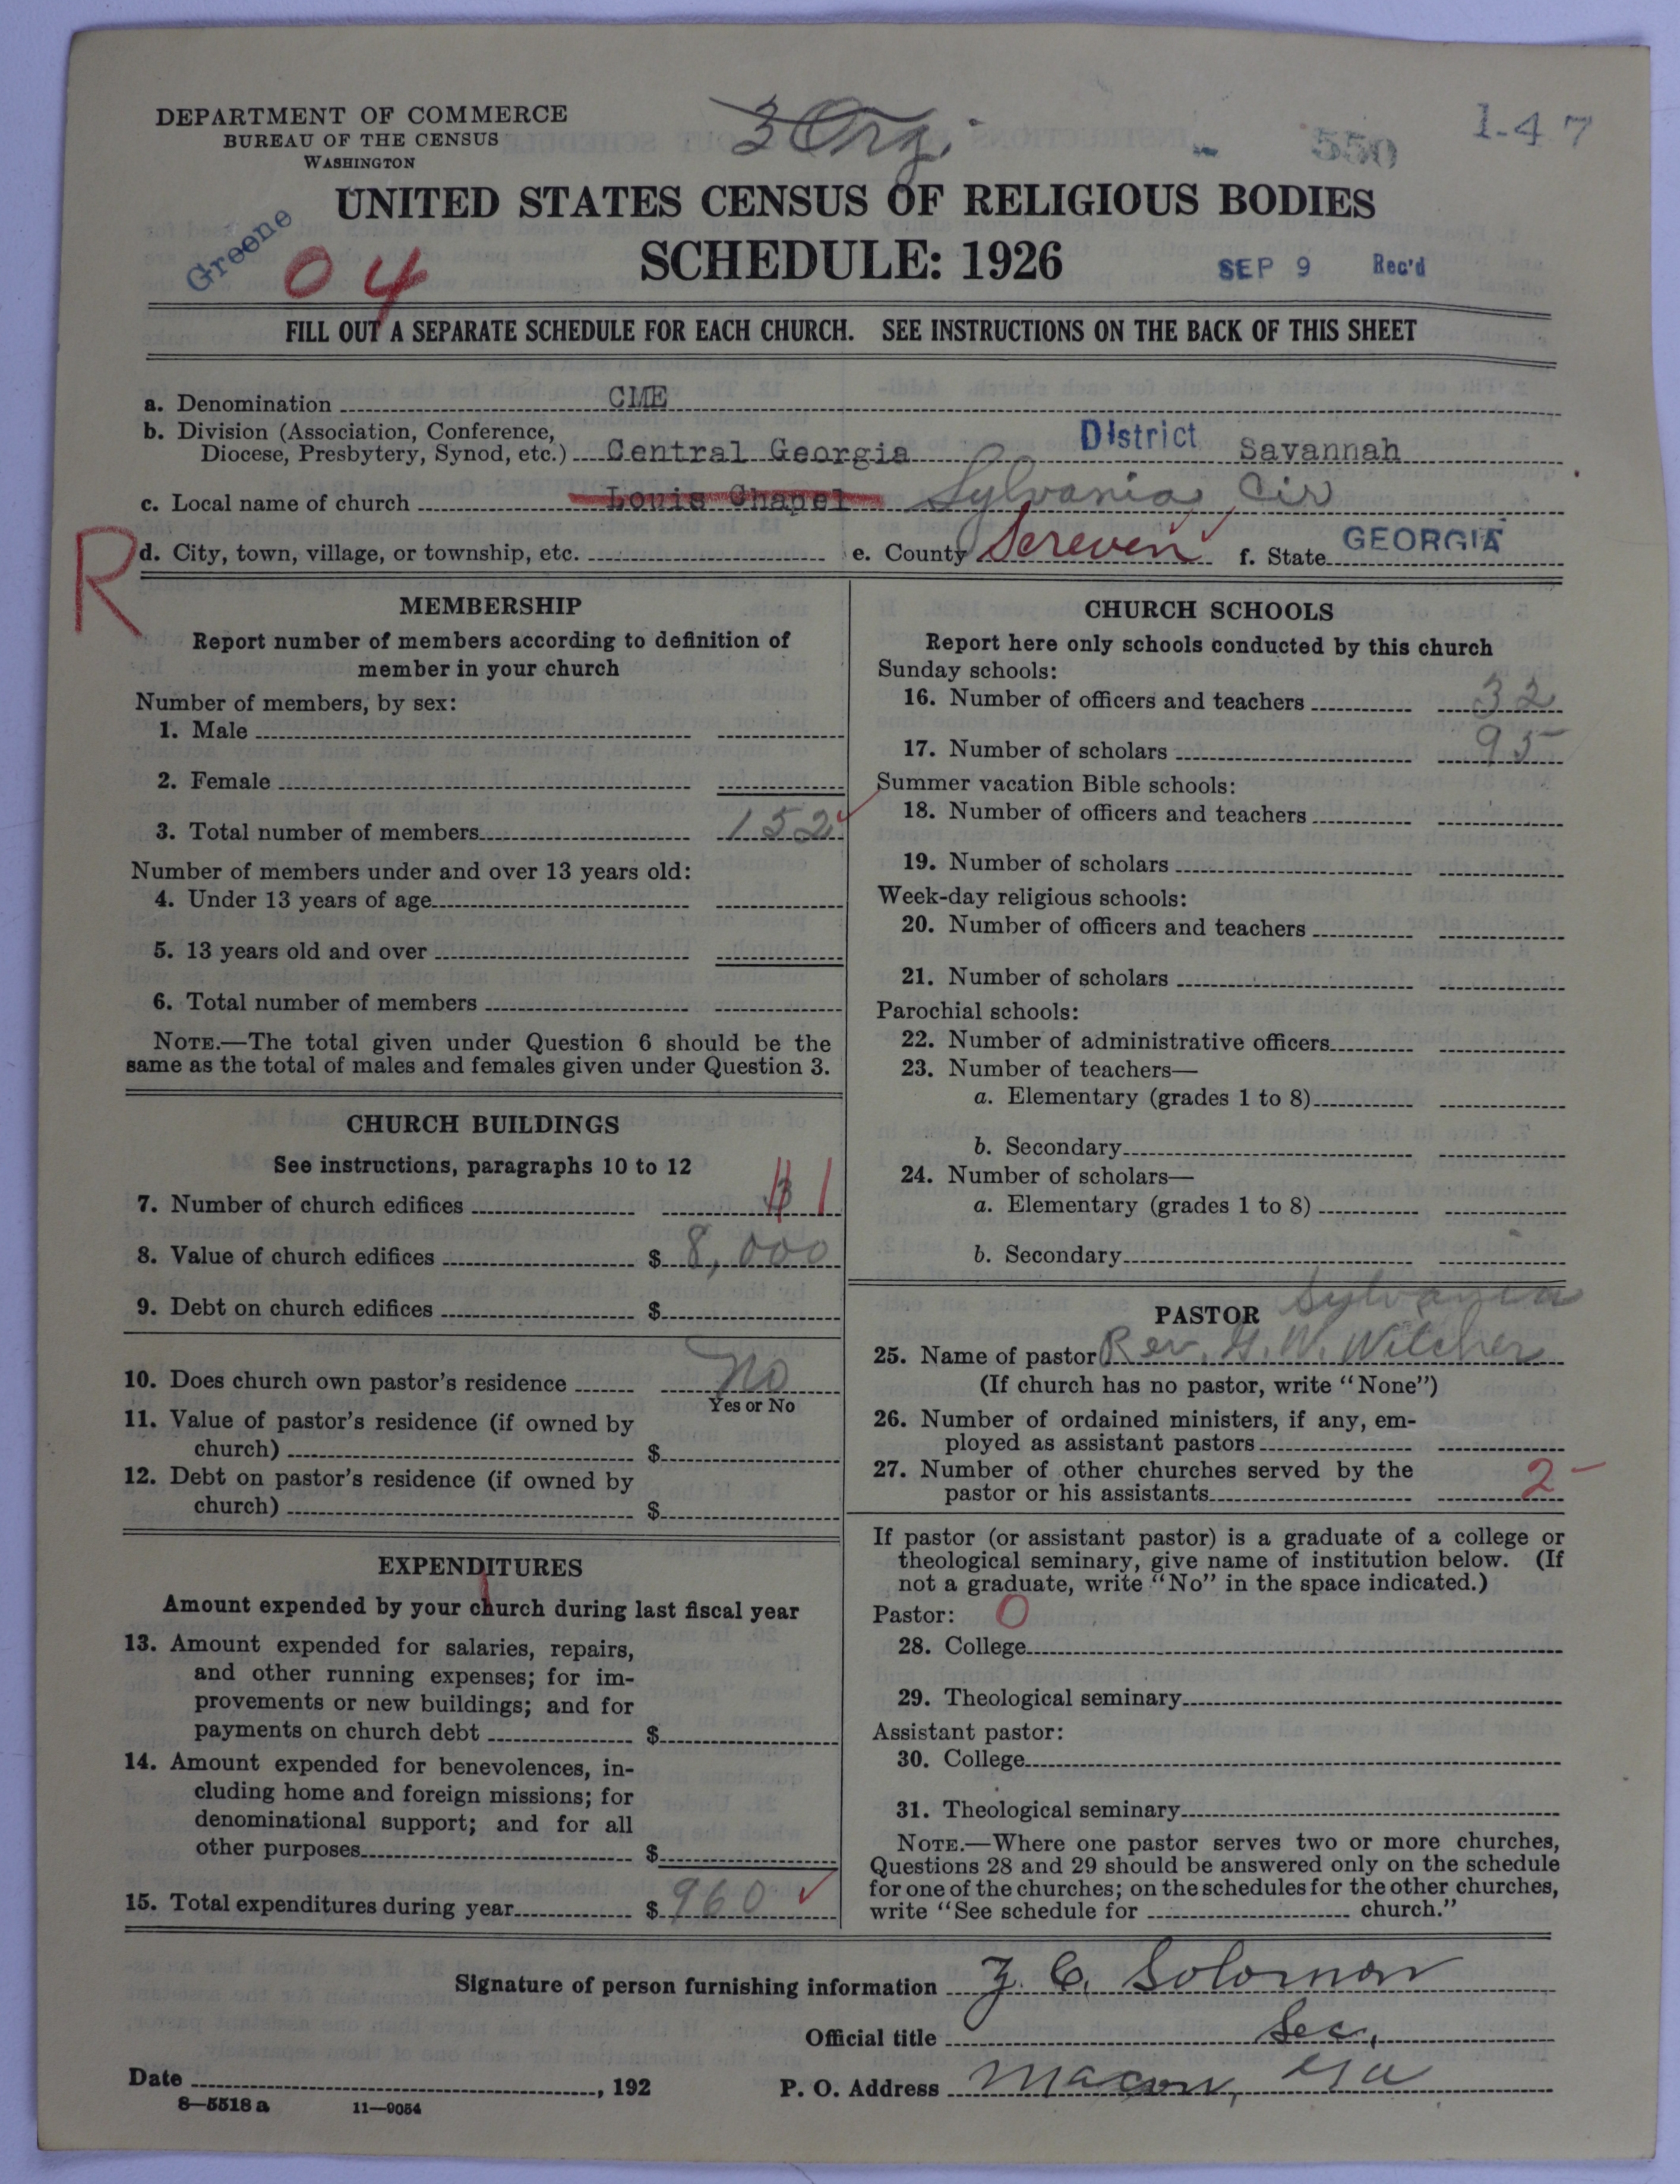 DEPARTMENT OF COMMERCE
BUREAU OF THE CENSUS
WASHINGTON
3 Org.
550
1-47
UNITED STATES CENSUS OF RELIGIOUS BODIES
SCHEDULE: 1926
Greene
04
SEP 9 Rec'd
FILL OUT A SEPARATE SCHEDULE FOR EACH CHURCH. SEE INSTRUCTIONS ON THE BACK OF THIS SHEET
a. Denomination CME
b. Division (Association, Conference,
Diocese, Presbytery, Synod, etc.) Central Georgia District Savannah
c. Local name of church Louis Chapel Sylvania Cir
R
d. City, town, village, or township, etc. e. County Screven f. State GEORGIA
MEMBERSHIP
Report number of members according to definition of
member in your church
Number of members, by sex:
1. Male
2. Female
3. Total number of members 152
Number of members under and over 13 years old:
4. Under 13 years of age
5. 13 years old and over
6. Total number of members
NOTE.—The total given under Question 6 should be the
same as the total of males and females given under Question 3.
CHURCH BUILDINGS
See instructions, paragraphs 10 to 12
7. Number of church edifices 3 1
8. Value of church edifices $ 8,000
9. Debt on church edifices $
10. Does church own pastor's residence No
Yes or No
11. Value of pastor's residence (if owned by
church) $
12. Debt on pastor's residence (if owned by
church) $
EXPENDITURES
Amount expended by your church during last fiscal year
13. Amount expended for salaries, repairs,
and other running expenses; for im-
provements or new buildings; and for
payments on church debt $
14. Amount expended for benevolences, in-
cluding home and foreign missions; for
denominational support; and for all
other purposes $
15. Total expenditures during year $ 960
CHURCH SCHOOLS
Report here only schools conducted by this church
Sunday schools:
16. Number of officers and teachers 32
17. Number of scholars 95
Summer vacation Bible schools:
18. Number of officers and teachers
19. Number of scholars
Week-day religious schools:
20. Number of officers and teachers
21. Number of scholars
Parochial schools:
22. Number of administrative officers
23. Number of teachers—
a. Elementary (grades 1 to 8)
b. Secondary
24. Number of scholars—
a. Elementary (grades 1 to 8)
b. Secondary
PASTOR Sylvania
25. Name of pastor Rev. G. W. Wilcher
(If church has no pastor, write "None")
26. Number of ordained ministers, if any, em-
ployed as assistant pastors
27. Number of other churches served by the
pastor or his assistants 2
If pastor (or assistant pastor) is a graduate of a college or
theological seminary, give name of institution below. (If
not a graduate, write "No" in the space indicated.)
Pastor: 0
28. College
29. Theological seminary
Assistant pastor:
30. College
31. Theological seminary
NOTE.—Where one pastor serves two or more churches,
Questions 28 and 29 should be answered only on the schedule
for one of the churches; on the schedules for the other churches,
write "See schedule for church."
Signature of person furnishing information Z. C. Solomon
Official title Sec.
Date , 192 P. O. Address Macon, Ga
8—5518 a 11—9054